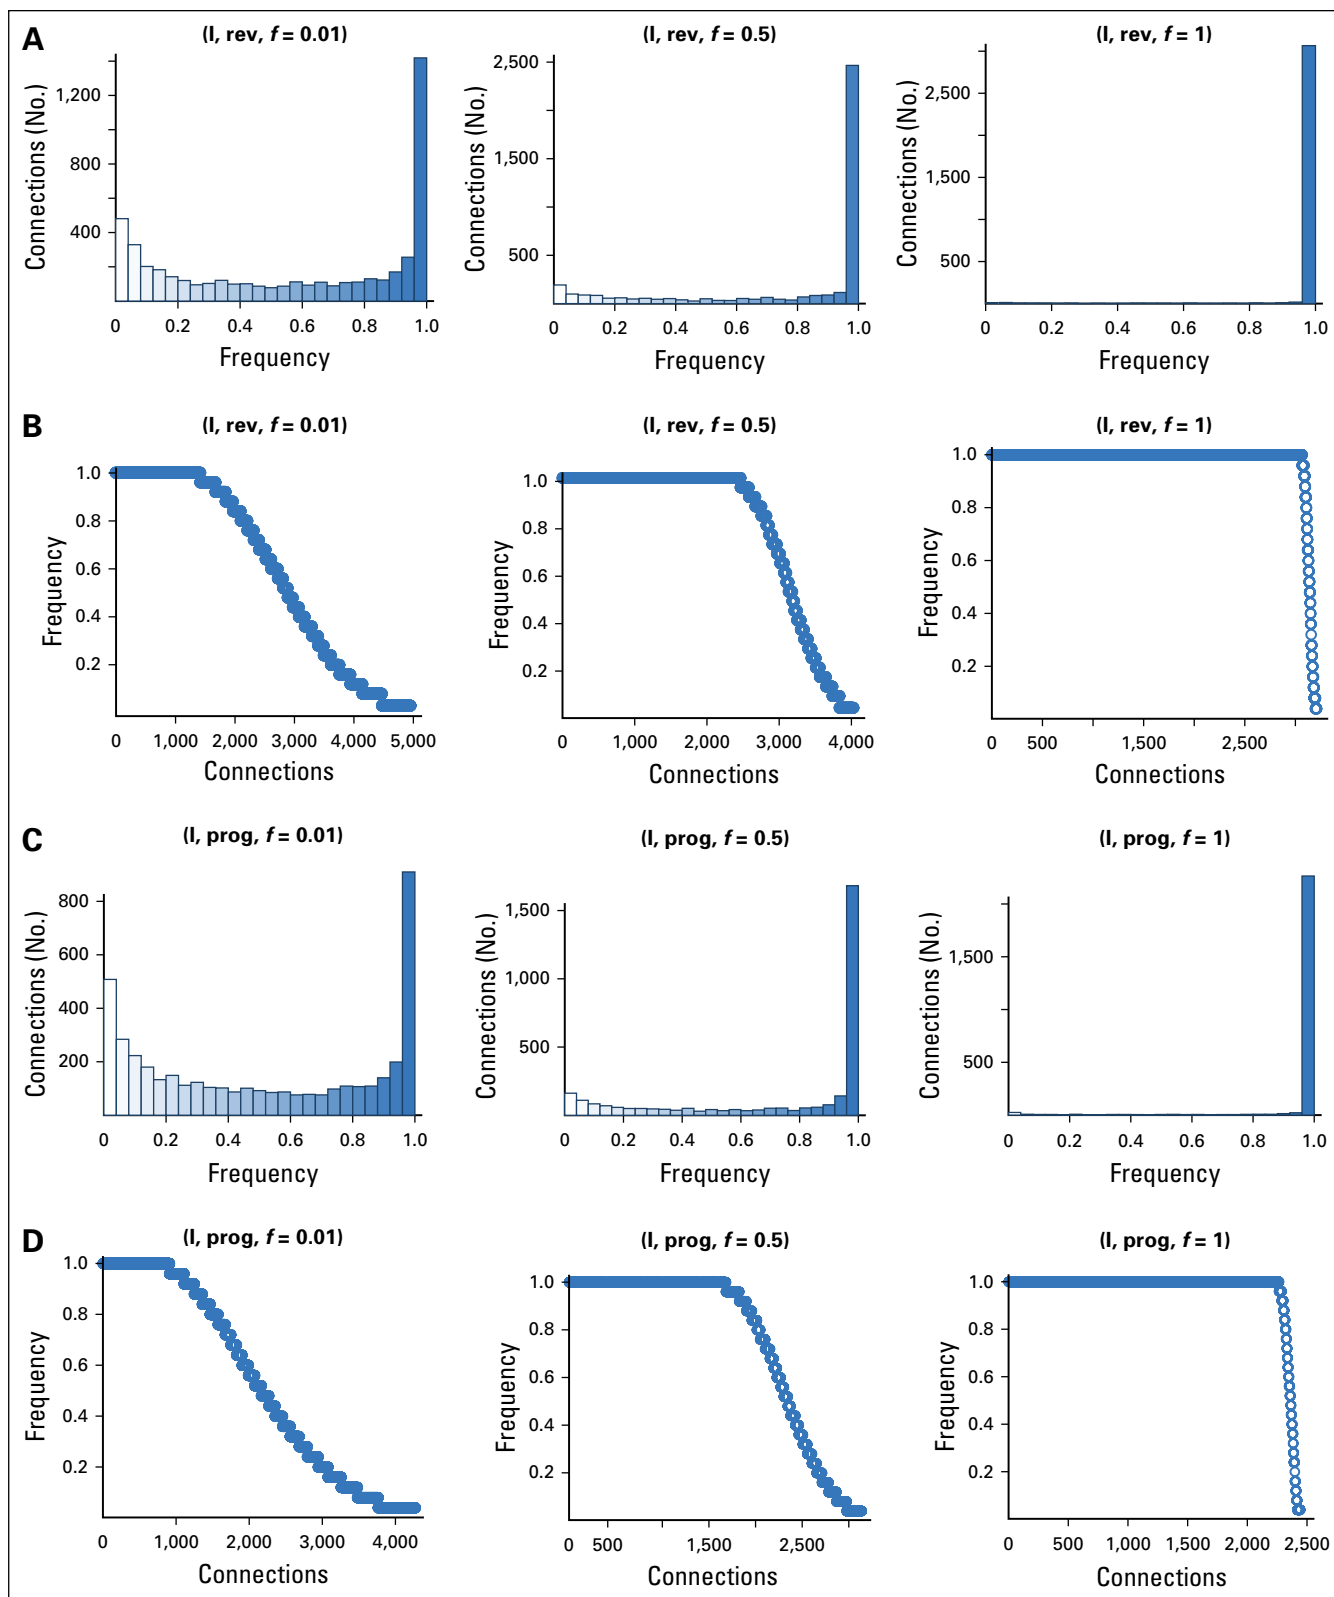 A
(I, rev, f = 0.01)
(I, rev, f = 0.5)
(I, rev, f = 1)
Connections (No.)
1,200
800
400
0 0.2 0.4 0.6 0.8 1.0
Frequency
Connections (No.)
2,500
1,500
500
0 0.2 0.4 0.6 0.8 1.0
Frequency
Connections (No.)
2,500
1,500
500
0 0.2 0.4 0.6 0.8 1.0
Frequency
B
(I, rev, f = 0.01)
(I, rev, f = 0.5)
(I, rev, f = 1)
Frequency
1.0
0.8
0.6
0.4
0.2
0 1,000 2,000 3,000 4,000 5,000
Connections
Frequency
1.0
0.8
0.6
0.4
0.2
0 1,000 2,000 3,000 4,000
Connections
Frequency
1.0
0.8
0.6
0.4
0.2
0 500 1,500 2,500
Connections
C
(I, prog, f = 0.01)
(I, prog, f = 0.5)
(I, prog, f = 1)
Connections (No.)
800
600
400
200
0 0.2 0.4 0.6 0.8 1.0
Frequency
Connections (No.)
1,500
1,000
500
0 0.2 0.4 0.6 0.8 1.0
Frequency
Connections (No.)
1,500
500
0 0.2 0.4 0.6 0.8 1.0
Frequency
D
(I, prog, f = 0.01)
(I, prog, f = 0.5)
(I, prog, f = 1)
Frequency
1.0
0.8
0.6
0.4
0.2
0 1,000 2,000 3,000 4,000
Connections
Frequency
1.0
0.8
0.6
0.4
0.2
0 500 1,500 2,500
Connections
Frequency
1.0
0.8
0.6
0.4
0.2
0 500 1,000 1,500 2,000 2,500
Connections